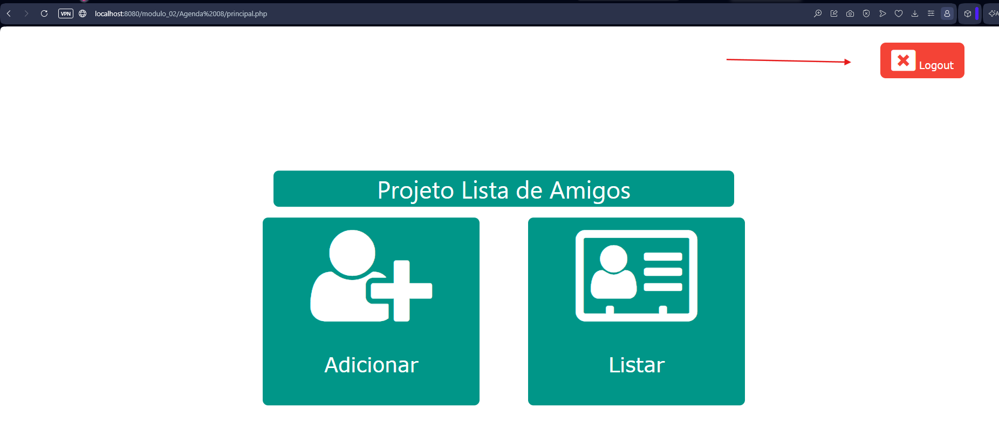 VPN
localhost:8080/modulo_02/Agenda%2008/principal.php
Logout
Projeto Lista de Amigos
Adicionar
Listar